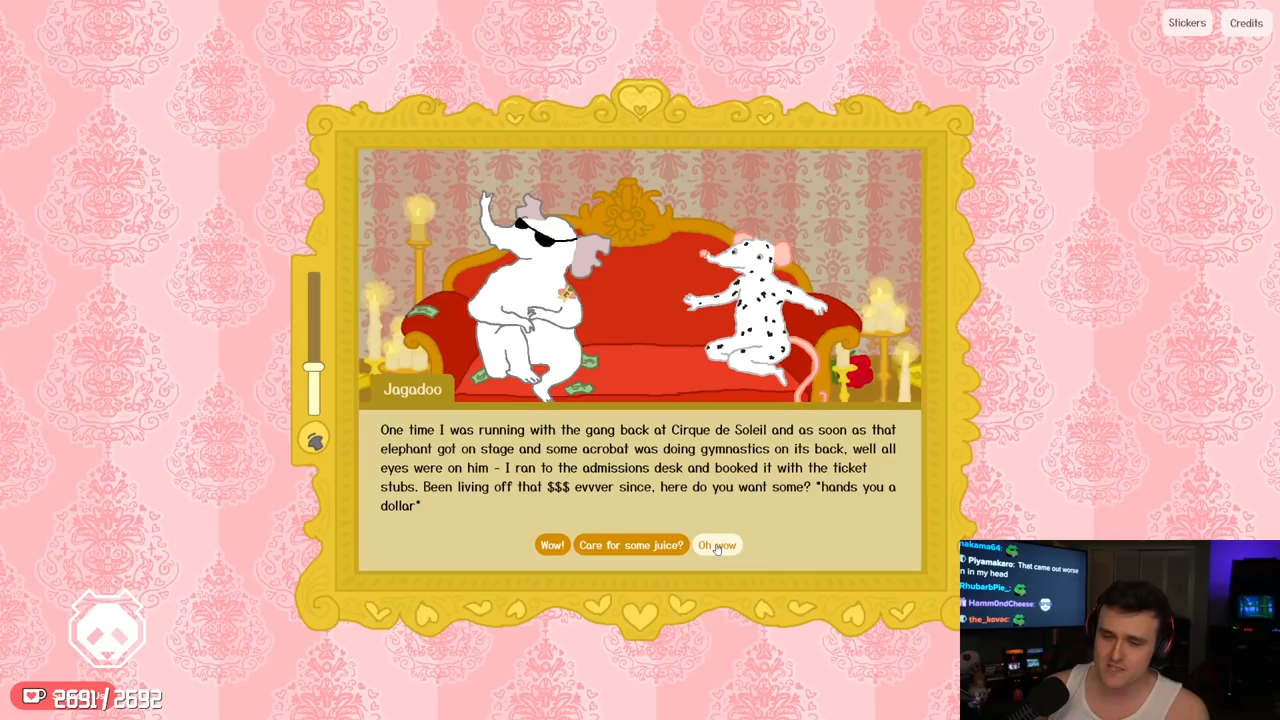 Stickers
Credits
Jagadoo
One time I was running with the gang back at Cirque de Soleil and as soon as that
elephant got on stage and some acrobat was doing gymnastics on its back, well all
eyes were on him - I ran to the admissions desk and booked it with the ticket
stubs. Been living off that $$$ evvver since, here do you want some? *hands you a
dollar*
Wow!
Care for some juice?
Oh wow
nakama64:
Piyamakaro: That came out worse
n in my head
RhubarbPie_:
Hamm0ndCheese:
the_kovac:
2691/2692